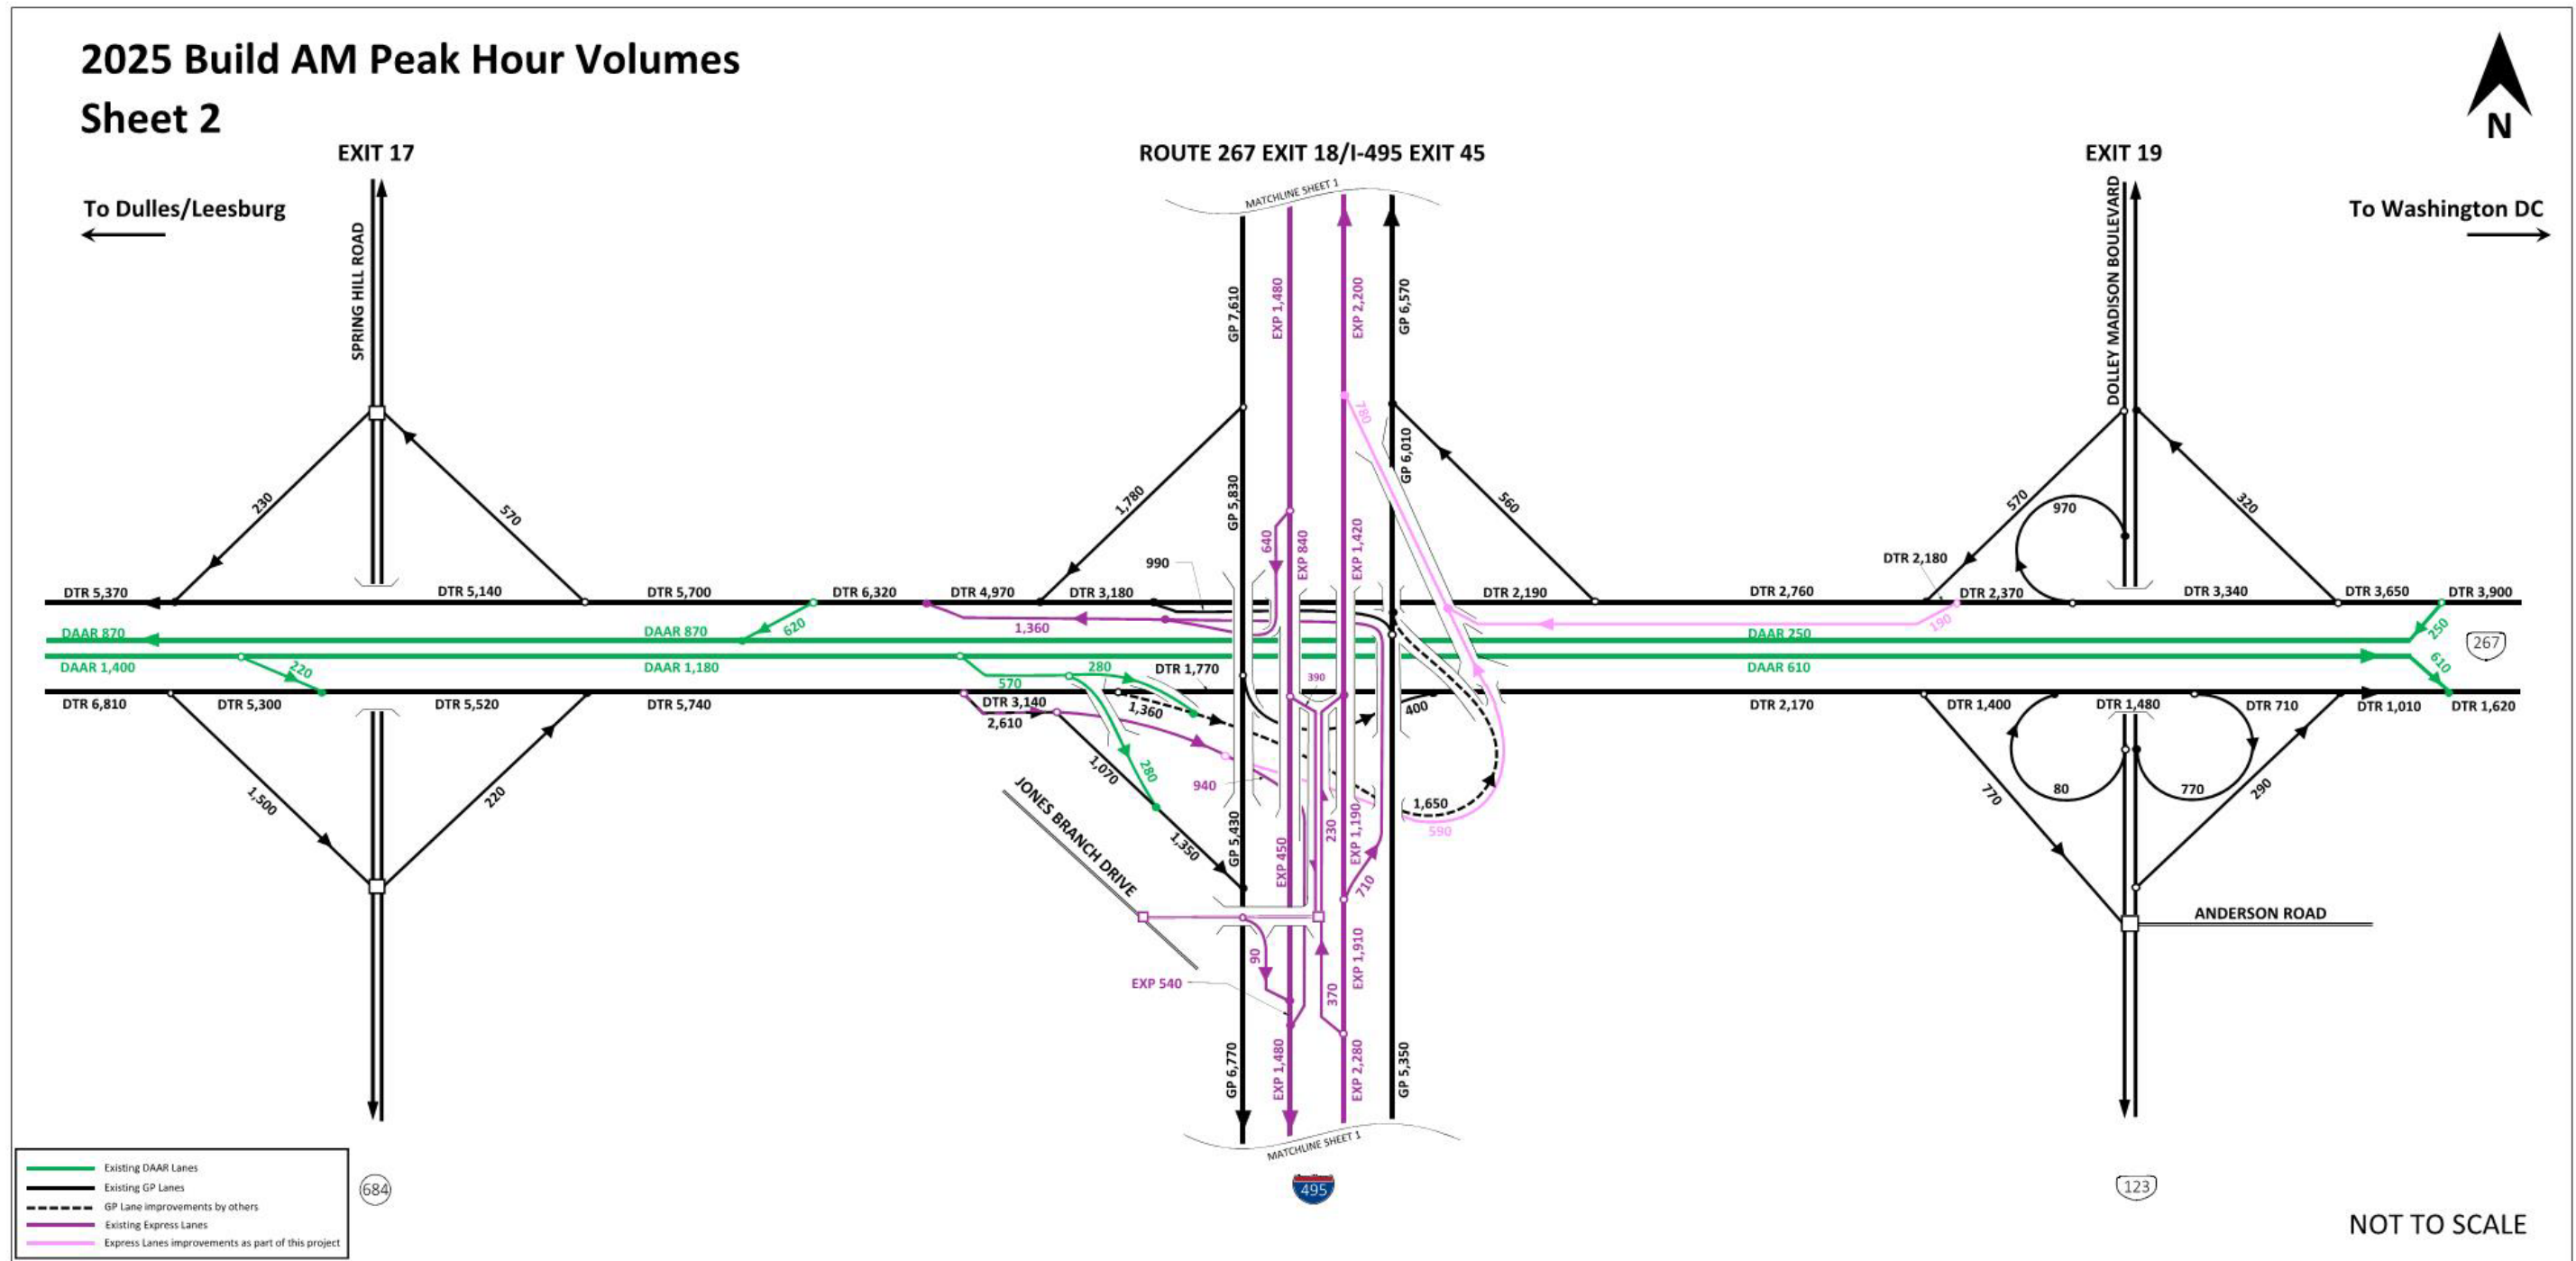 2025 Build AM Peak Hour Volumes
Sheet 2
EXIT 17
ROUTE 267 EXIT 18/I-495 EXIT 45
EXIT 19
N
To Dulles/Leesburg
To Washington DC
MATCHLINE SHEET 1
SPRING HILL ROAD
DOLLEY MADISON BOULEVARD
GP 7,610
EXP 1,480
EXP 2,200
GP 6,570
780
GP 6,010
230
570
1,780
GP 5,830
640
EXP 840
EXP 1,420
560
570
970
320
990
DTR 2,180
DTR 5,370
DTR 5,140
DTR 5,700
DTR 6,320
DTR 4,970
DTR 3,180
DTR 2,190
DTR 2,760
DTR 2,370
DTR 3,340
DTR 3,650
DTR 3,900
620
1,360
190
250
DAAR 870
DAAR 870
DAAR 250
267
DAAR 1,400
220
DAAR 1,180
280
570
DTR 1,770
390
DAAR 610
610
DTR 6,810
DTR 5,300
DTR 5,520
DTR 5,740
DTR 3,140
2,610
1,360
400
DTR 2,170
DTR 1,400
DTR 1,480
DTR 710
DTR 1,010
DTR 1,620
1,500
220
1,070
280
940
1,650
590
770
80
770
290
JONES BRANCH DRIVE
1,350
GP 5,430
EXP 450
230
EXP 1,190
710
ANDERSON ROAD
90
EXP 540
370
EXP 1,910
GP 6,770
EXP 1,480
EXP 2,280
GP 5,350
MATCHLINE SHEET 1
Existing DAAR Lanes
Existing GP Lanes
GP Lane improvements by others
Existing Express Lanes
Express Lanes improvements as part of this project
684
495
123
NOT TO SCALE